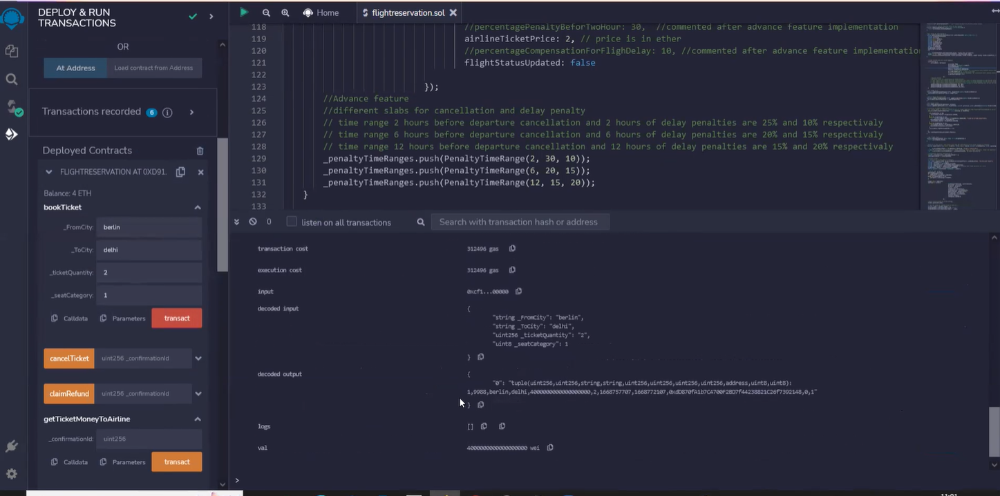 DEPLOY & RUN
TRANSACTIONS
OR
At Address Load contract from Address
Transactions recorded 6
Deployed Contracts
FLIGHTRESERVATION AT 0XD91.
Balance: 4 ETH
bookTicket
_FromCity: berlin
_ToCity: delhi
_ticketQuantity: 2
_seatCategory: 1
Calldata Parameters transact
cancelTicket uint256 _confirmationId
claimRefund uint256 _confirmationId
getTicketMoneyToAirline
_confirmationId: uint256
Calldata Parameters transact
Home flightreservation.sol
118 //percentagePenaltyBeforTwoHour: 30, //commented after advance feature implementation
119 airlineTicketPrice: 2, // price is in ether
120 //percentageCompensationForFlighDelay: 10, //commented after advance feature implementation
121 flightStatusUpdated: false
122
123 });
124 //Advance feature
125 //different slabs for cancellation and delay penalty
126 // time range 2 hours before departure cancellation and 2 hours of delay penalties are 25% and 10% respectivaly
127 // time range 6 hours before departure cancellation and 6 hours of delay penalties are 20% and 15% respectivaly
128 // time range 12 hours before departure cancellation and 12 hours of delay penalties are 15% and 20% respectivaly
129 _penaltyTimeRanges.push(PenaltyTimeRange(2, 30, 10));
130 _penaltyTimeRanges.push(PenaltyTimeRange(6, 20, 15));
131 _penaltyTimeRanges.push(PenaltyTimeRange(12, 15, 20));
132 }
133
0 listen on all transactions Search with transaction hash or address
transaction cost 312496 gas
execution cost 312496 gas
input 0xcf1...00000
decoded input {
"string _FromCity": "berlin",
"string _ToCity": "delhi",
"uint256 _ticketQuantity": "2",
"uint8 _seatCategory": 1
}
decoded output {
"0": "tuple(uint256,uint256,string,string,uint256,uint256,uint256,uint256,address,uint8,uint8):
1,9988,berlin,delhi,4000000000000000000,2,1668757707,1668772107,0xdD870fA1b7C4700F2BD7f44238821C26f7392148,0,1"
}
logs []
val 4000000000000000000 wei
>